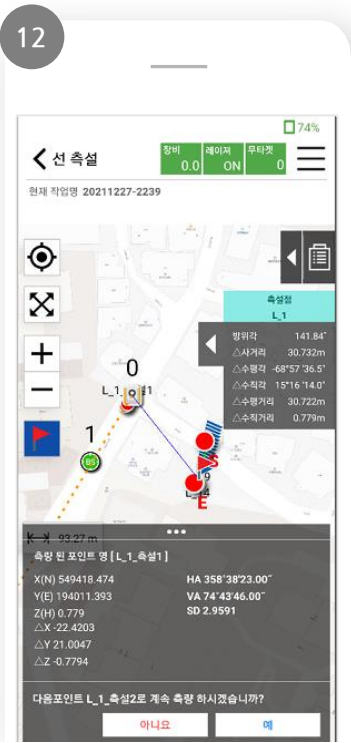 12
74%
선 측설
장비 0.0
레이저 ON
무타겟 0
현재 작업명 20211227-2239
측설점
L_1
방위각 141.84˚
△사거리 30.732m
△수평각 -68°57 '36.5"
△수직각 15°16 '14.0"
△수평거리 30.722m
△수직거리 0.779m
0
1
BS
S
E
93.27 m
측량 된 포인트 명 [ L_1_측설1 ]
X(N) 549418.474
Y(E) 194011.393
Z(H) 0.779
△X -22.4203
△Y 21.0047
△Z -0.7794
HA 358˚38'23.00˝
VA 74˚43'46.00˝
SD 2.9591
다음포인트 L_1_측설2로 계속 측량 하시겠습니까?
아니요
예